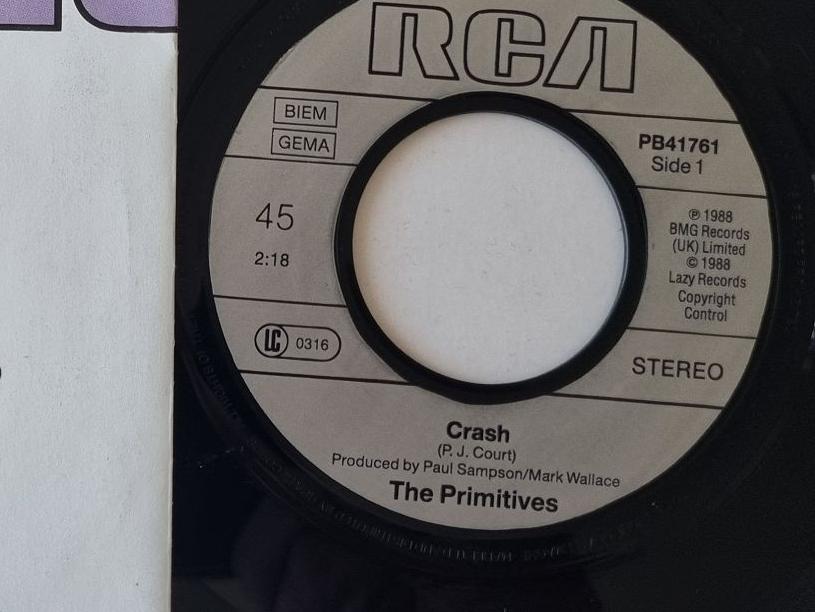 RCA
BIEM
GEMA
PB41761
Side 1
45
2:18
℗ 1988
BMG Records
(UK) Limited
© 1988
Lazy Records
Copyright
Control
LC 0316
STEREO
Crash
(P. J. Court)
Produced by Paul Sampson/Mark Wallace
The Primitives